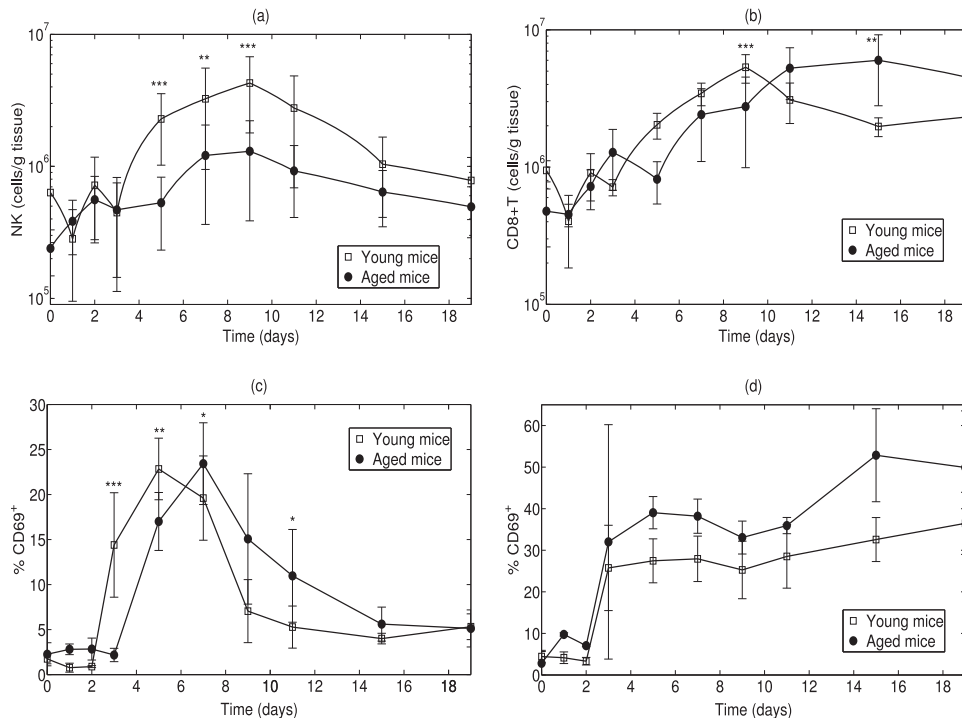 (a)
10^7
10^6
10^5
NK (cells/g tissue)
***
**
***
Young mice
Aged mice
0 2 4 6 8 10 12 14 16 18
Time (days)
(b)
10^7
10^6
10^5
CD8+T (cells/g tissue)
***
**
Young mice
Aged mice
0 2 4 6 8 10 12 14 16 18
Time (days)
(c)
30
25
20
15
10
5
0
% CD69^+
***
**
*
*
Young mice
Aged mice
0 2 4 6 8 10 12 14 16 18
Time (days)
(d)
60
50
40
30
20
10
0
% CD69^+
Young mice
Aged mice
0 2 4 6 8 10 12 14 16 18
Time (days)